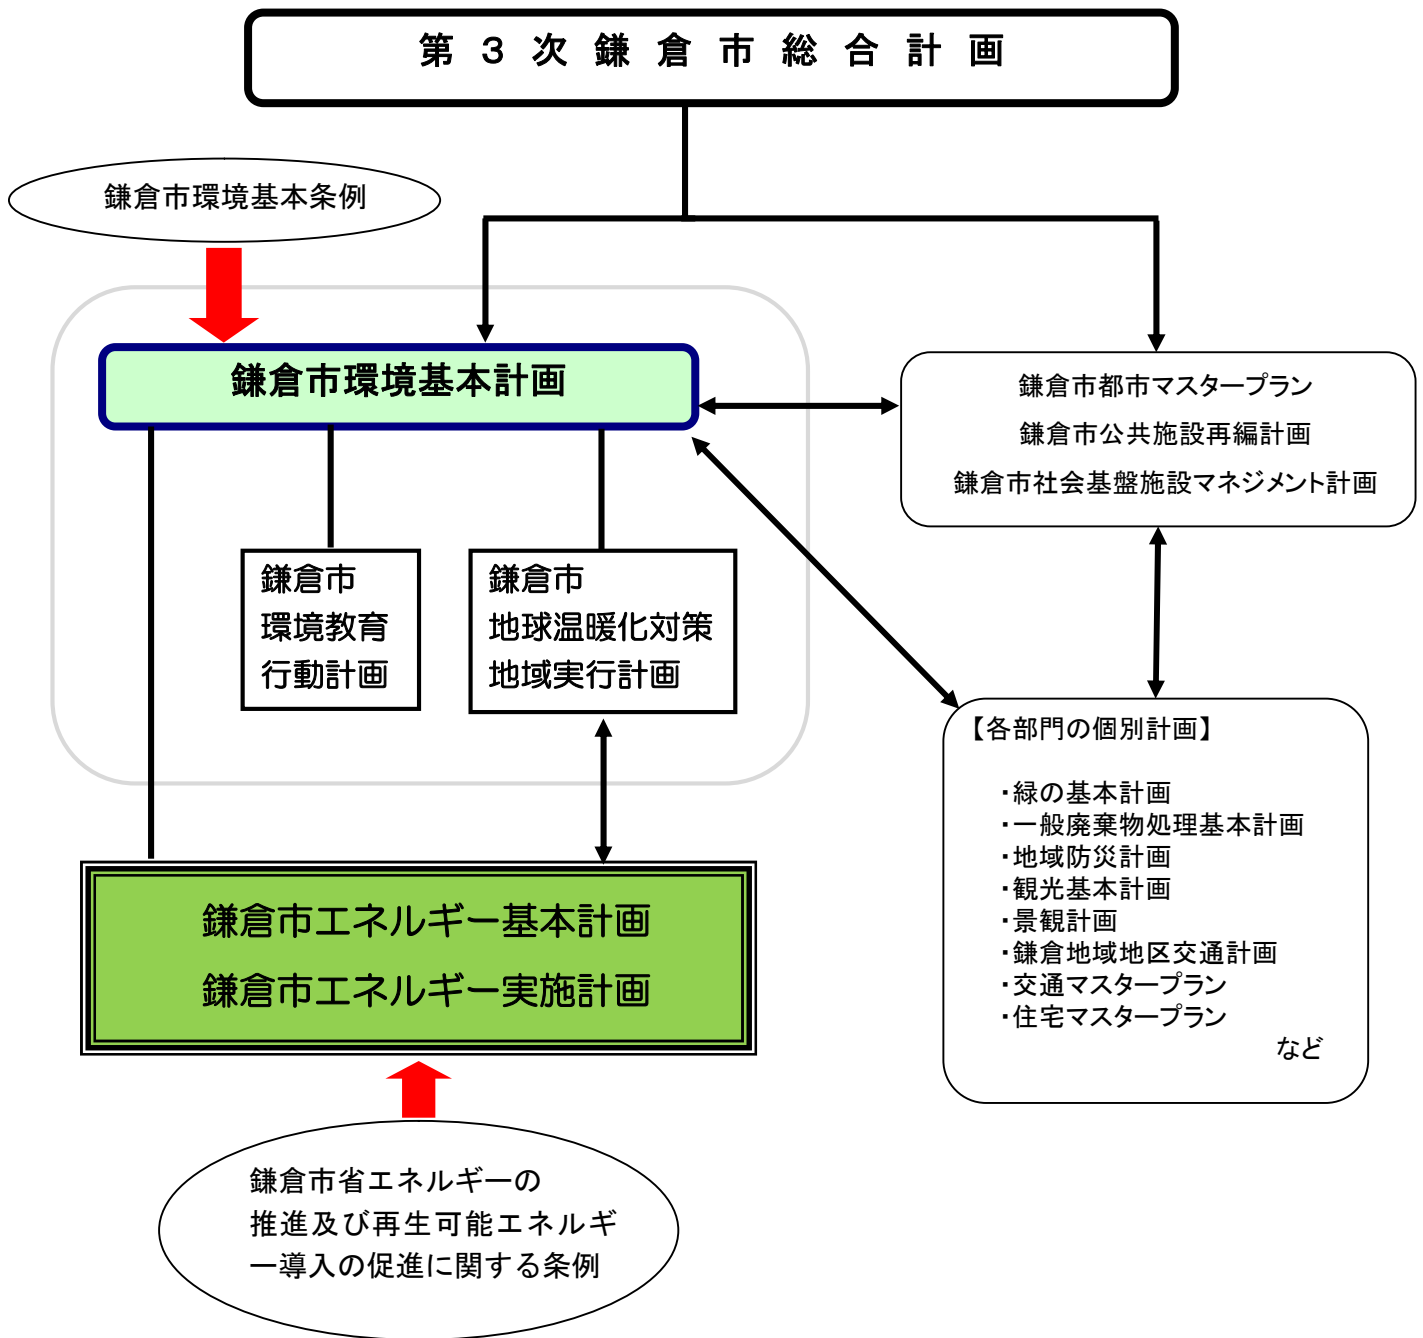 第３次鎌倉市総合計画
鎌倉市環境基本条例
鎌倉市環境基本計画
鎌倉市都市マスタープラン
鎌倉市公共施設再編計画
鎌倉市社会基盤施設マネジメント計画
鎌倉市
環境教育
行動計画
鎌倉市
地球温暖化対策
地域実行計画
【各部門の個別計画】
・緑の基本計画
・一般廃棄物処理基本計画
・地域防災計画
・観光基本計画
・景観計画
・鎌倉地域地区交通計画
・交通マスタープラン
・住宅マスタープラン
など
鎌倉市エネルギー基本計画
鎌倉市エネルギー実施計画
鎌倉市省エネルギーの
推進及び再生可能エネルギ
ー導入の促進に関する条例